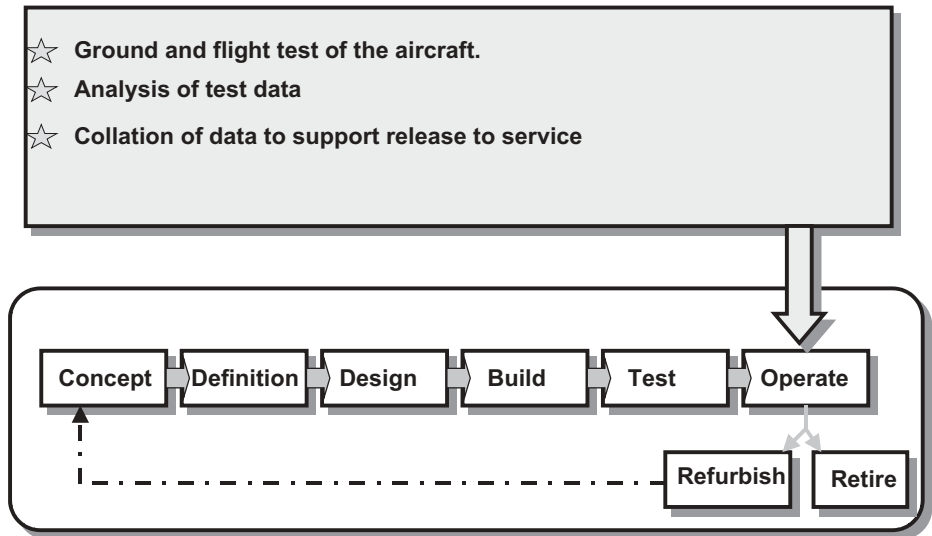 Ground and flight test of the aircraft.
Analysis of test data
Collation of data to support release to service
Concept Definition Design Build Test Operate
Refurbish Retire